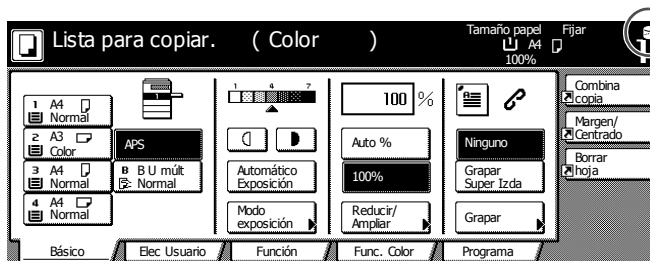 Lista para copiar. ( Color )
Tamaño papel Fijar
A4
100%
1 A4
Normal
2 A3
Color
3 A4
Normal
4 A4
Normal
APS
B B U múlt
Normal
1 4 7
Automático
Exposición
Modo
exposición
100 %
Auto %
100%
Reducir/
Ampliar
Ninguno
Grapar
Super Izda
Grapar
Combina
copia
Margen/
Centrado
Borrar
hoja
Básico
Elec Usuario
Función
Func. Color
Programa